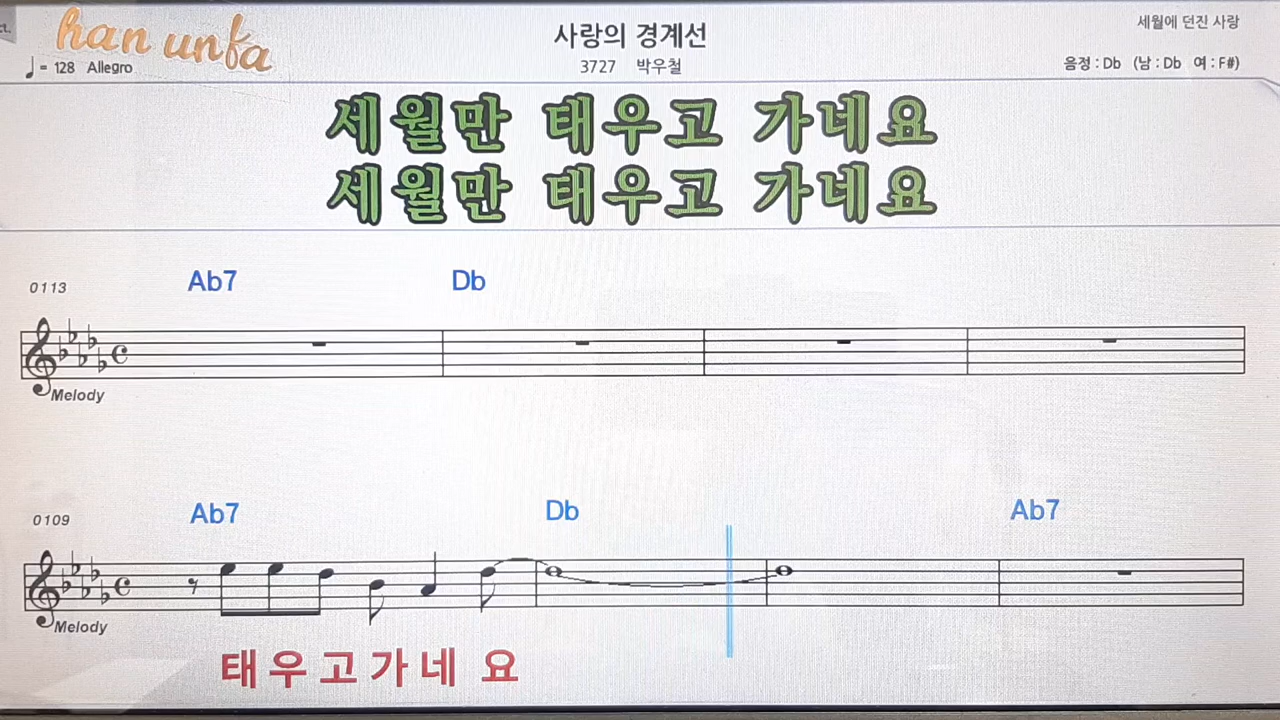 han unfa
사랑의 경계선
세월에 던진 사랑
♩= 128 Allegro
3727 박우철
음정 : Db (남 : Db 여 : F#)
세월만 태우고 가네요
세월만 태우고 가네요
0113
Ab7 Db
Melody
0109
Ab7 Db Ab7
Melody
태우고가네 요